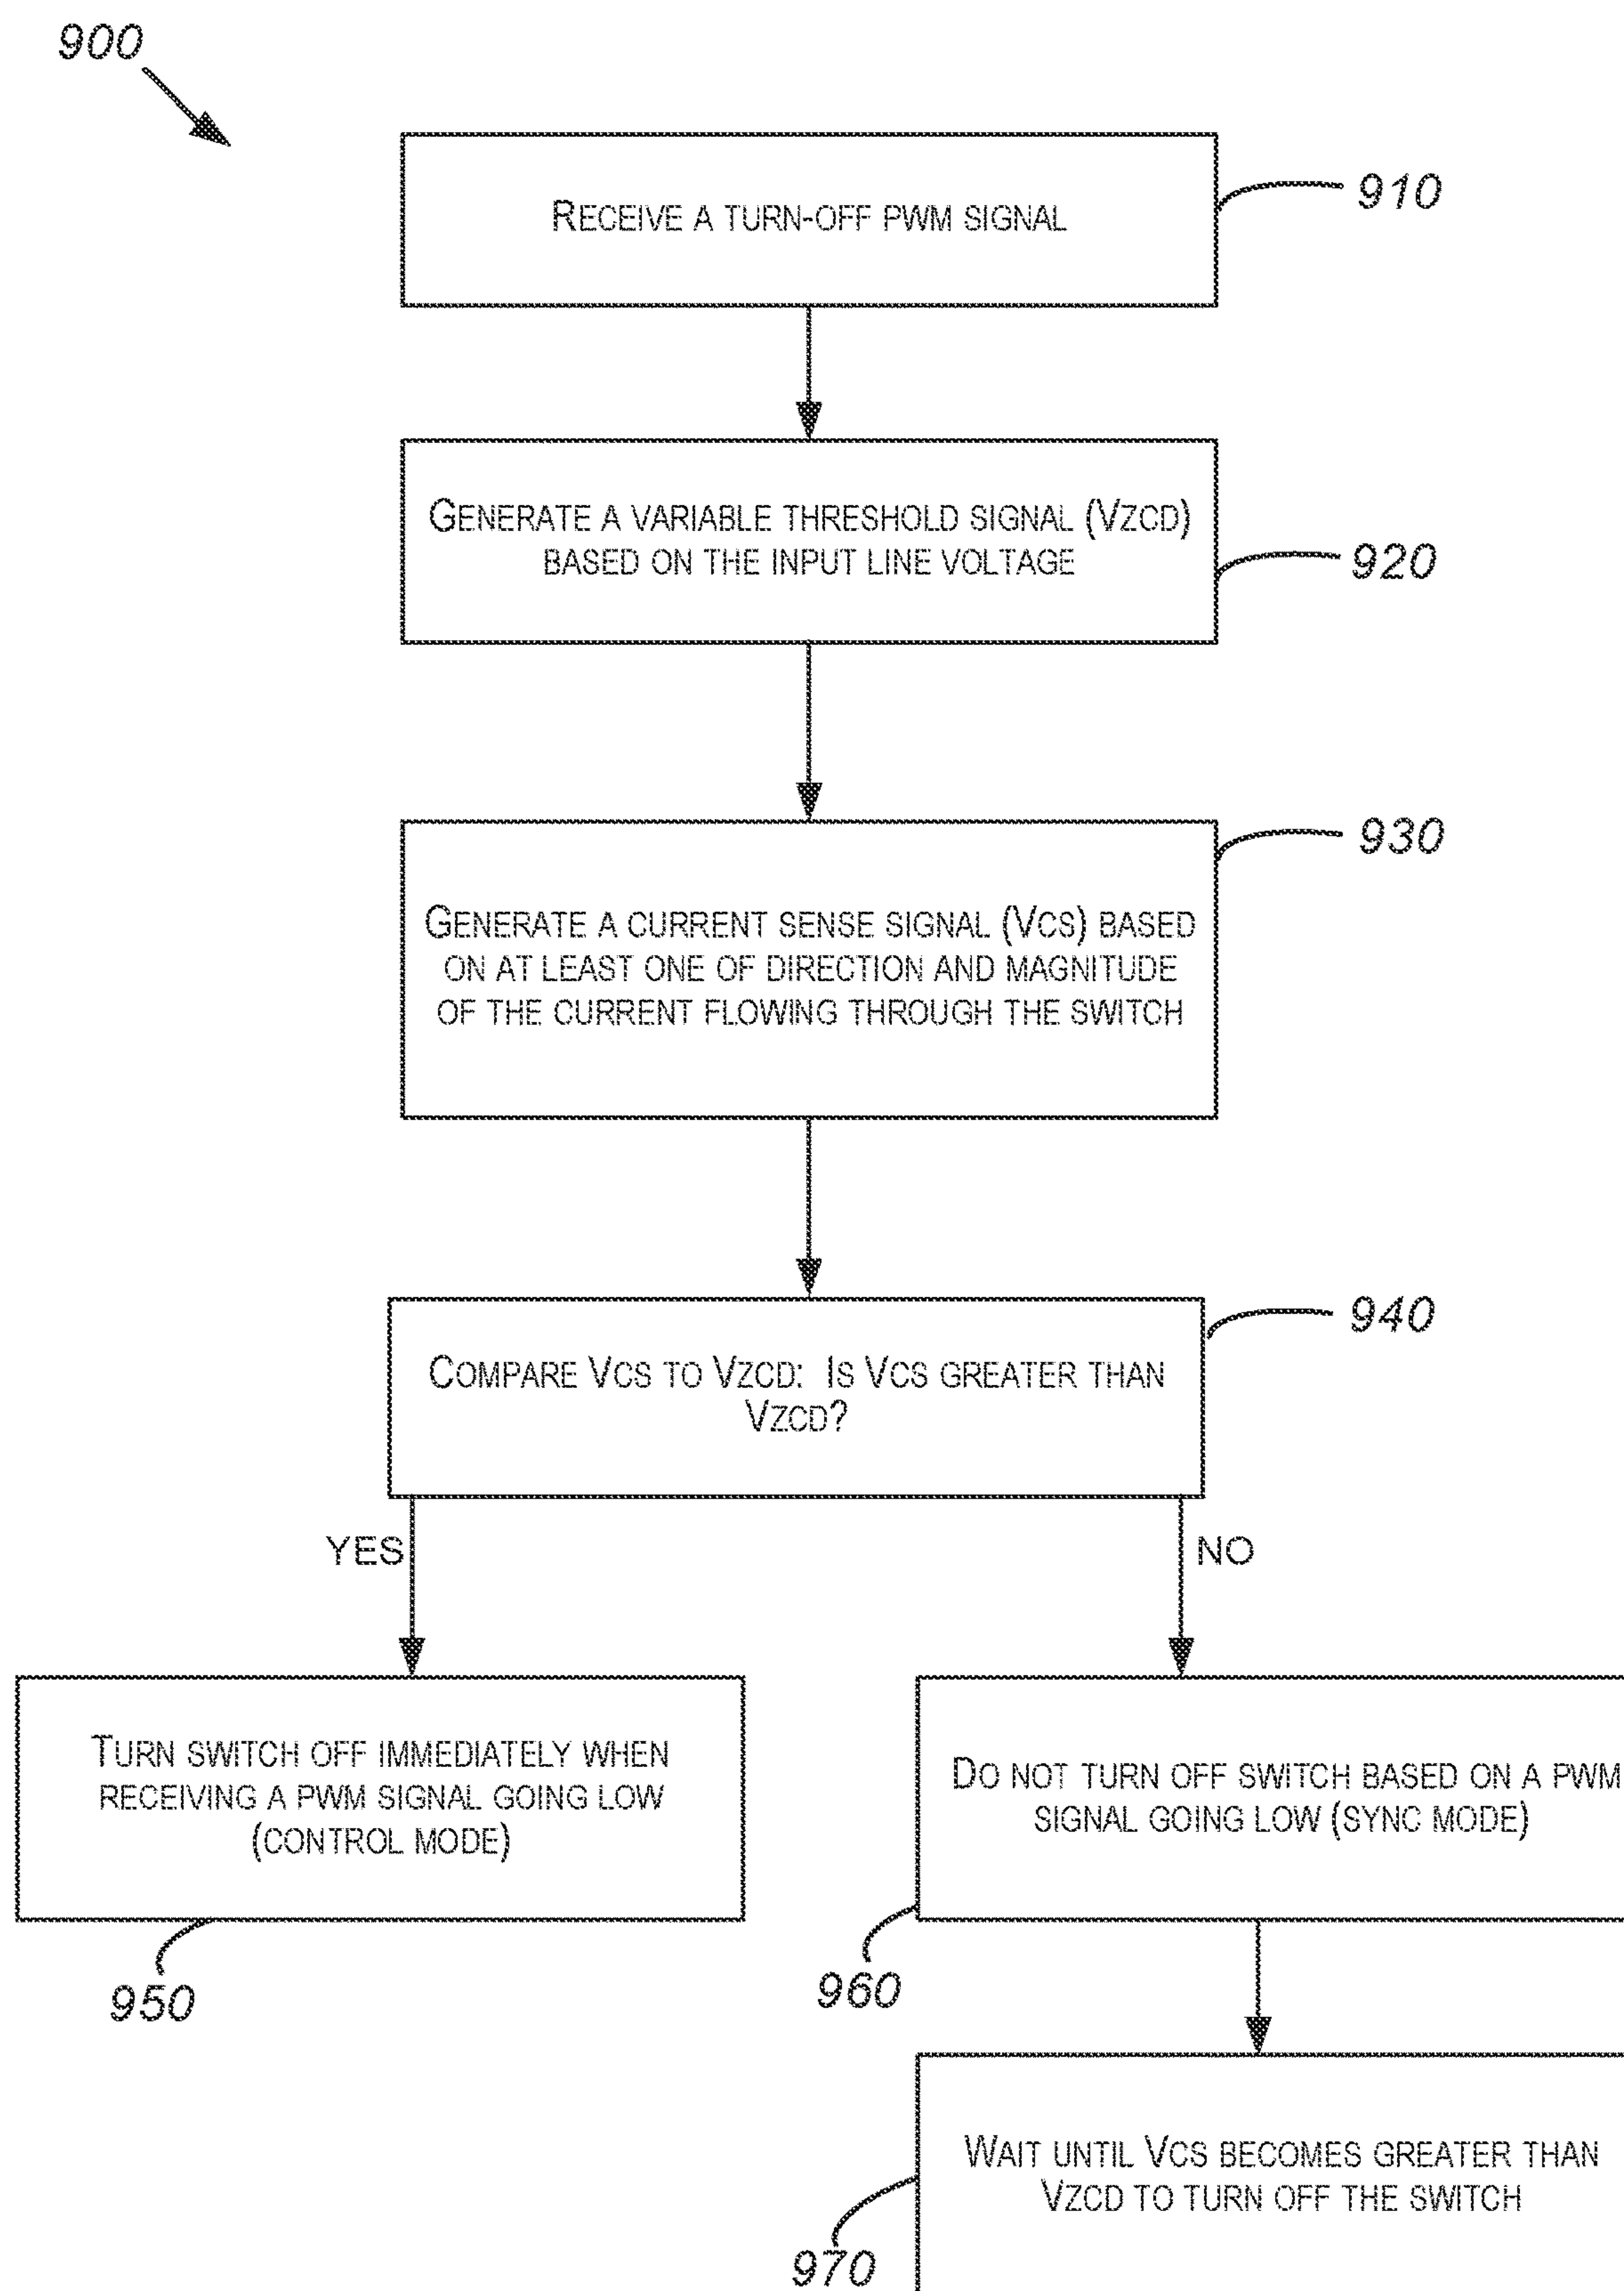 900
RECEIVE A TURN-OFF PWM SIGNAL
910
GENERATE A VARIABLE THRESHOLD SIGNAL (VZCD)
BASED ON THE INPUT LINE VOLTAGE
920
930
GENERATE A CURRENT SENSE SIGNAL (VCS) BASED
ON AT LEAST ONE OF DIRECTION AND MAGNITUDE
OF THE CURRENT FLOWING THROUGH THE SWITCH
940
COMPARE VCS TO VZCD: IS VCS GREATER THAN
VZCD?
YES
NO
TURN SWITCH OFF IMMEDIATELY WHEN
RECEIVING A PWM SIGNAL GOING LOW
(CONTROL MODE)
950
DO NOT TURN OFF SWITCH BASED ON A PWM
SIGNAL GOING LOW (SYNC MODE)
960
WAIT UNTIL VCS BECOMES GREATER THAN
VZCD TO TURN OFF THE SWITCH
970